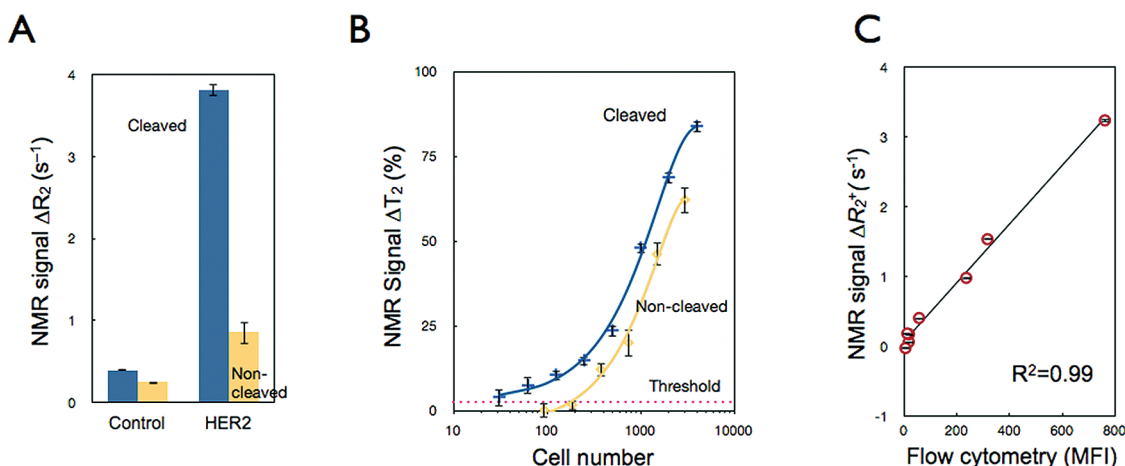 A
NMR signal ΔR₂ (s⁻¹)
4
3
2
1
0
Cleaved
Non-
cleaved
Control
HER2
B
NMR Signal ΔT₂ (%)
100
75
50
25
0
Cleaved
Non-cleaved
Threshold
10
100
1000
10000
Cell number
C
NMR signal ΔR₂⁺(s⁻¹)
4
3
2
1
0
-1
R²=0.99
0
200
400
600
800
Flow cytometry (MFI)